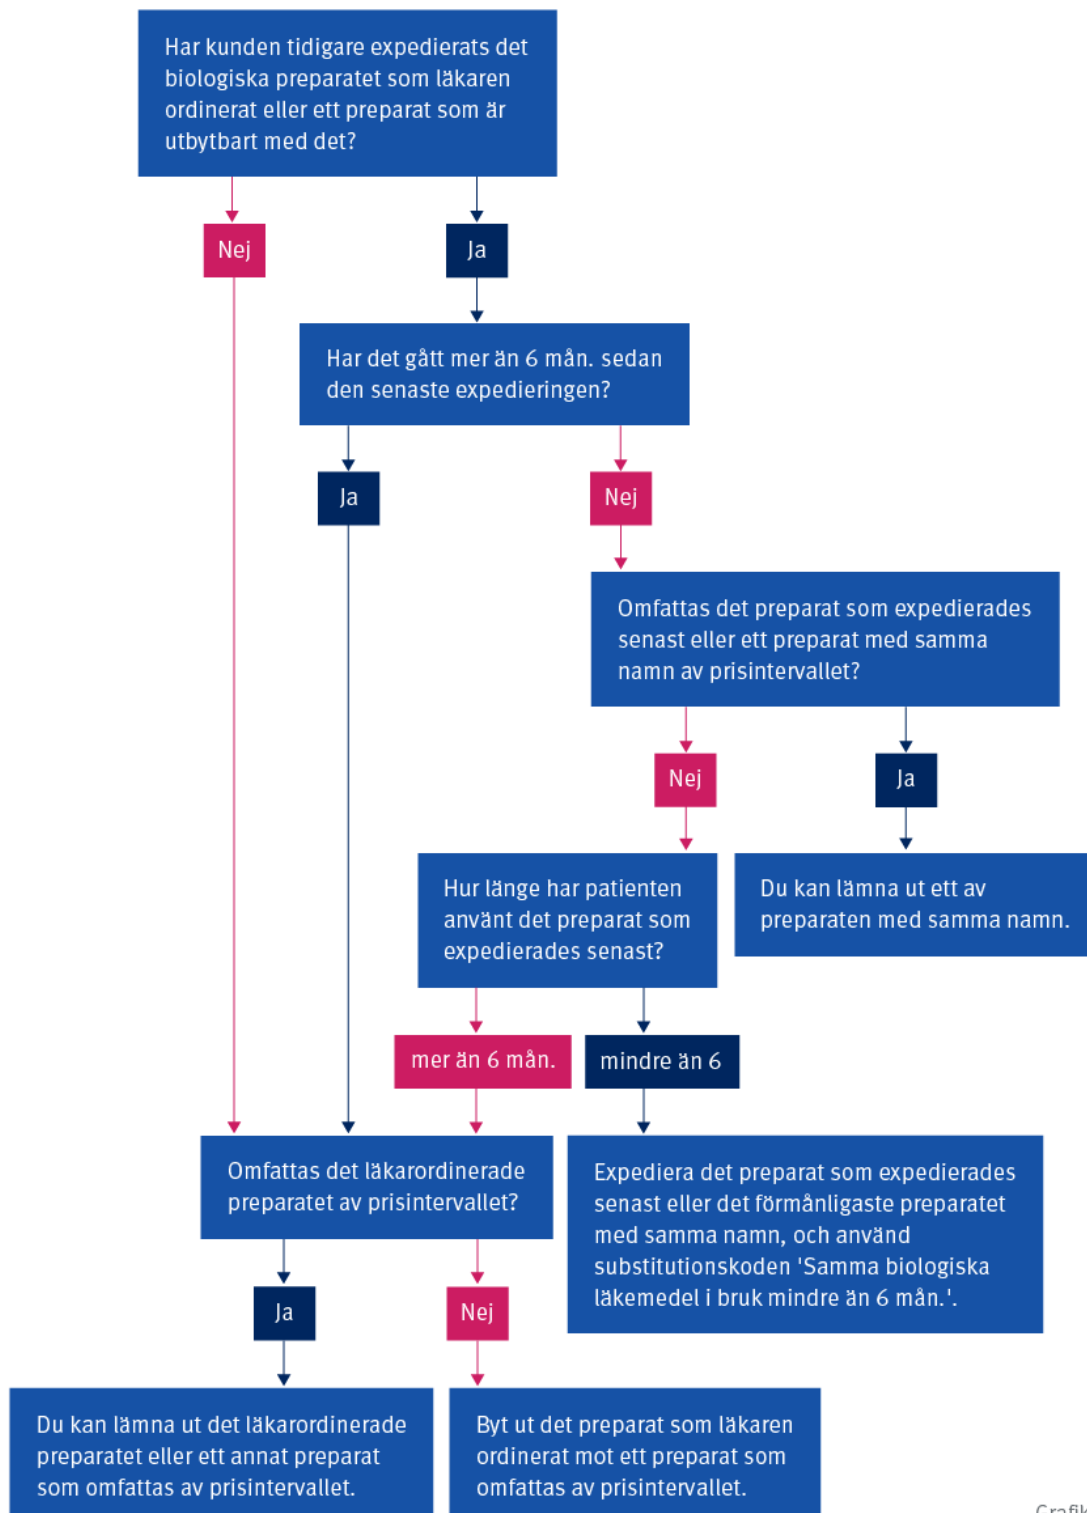 Har kunden tidigare expedierats det
biologiska preparatet som läkaren
ordinerat eller ett preparat som är
utbytbart med det?
Nej
Ja
Har det gått mer än 6 mån. sedan
den senaste expedieringen?
Ja
Nej
Omfattas det preparat som expedierades
senast eller ett preparat med samma
namn av prisintervallet?
Nej
Ja
Hur länge har patienten
använt det preparat som
expedierades senast?
Du kan lämna ut ett av
preparaten med samma namn.
mer än 6 mån.
mindre än 6
Omfattas det läkarordinerade
preparatet av prisintervallet?
Expediera det preparat som expedierades
senast eller det förmånligaste preparatet
med samma namn, och använd
substitutionskoden 'Samma biologiska
läkemedel i bruk mindre än 6 mån.'.
Ja
Nej
Du kan lämna ut det läkarordinerade
preparatet eller ett annat preparat
som omfattas av prisintervallet.
Byt ut det preparat som läkaren
ordinerat mot ett preparat som
omfattas av prisintervallet.